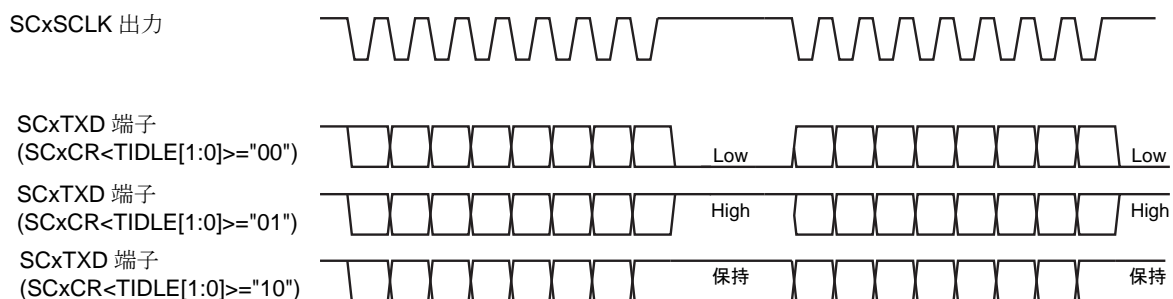 SCxSCLK 出力
SCxTXD 端子
(SCxCR<TIDLE[1:0]>="00")
Low
Low
SCxTXD 端子
(SCxCR<TIDLE[1:0]>="01")
High
High
SCxTXD 端子
(SCxCR<TIDLE[1:0]>="10")
保持
保持